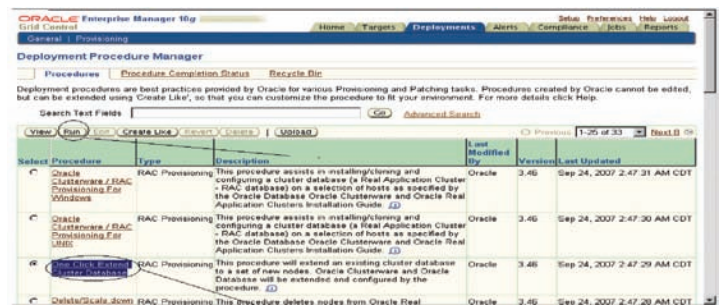 ORACLE Enterprise Manager 10g
Grid Control
Setup Preferences Help Logout
Home Targets Deployments Alerts Compliance Jobs Reports
General | Provisioning
Deployment Procedure Manager
Procedures Procedure Completion Status Recycle Bin
Deployment procedures are best practices provided by Oracle for various Provisioning and Patching tasks. Procedures created by Oracle cannot be edited,
but can be extended using 'Create Like', so that you can customize the procedure to fit your environment. For more details click Help.
Search Text Fields Go Advanced Search
View Run Edit Create Like Revert Delete | Upload Previous 1-25 of 33 Next 8
Select Procedure Type Description Last Modified By Version Last Updated
Oracle Clusterware / RAC Provisioning For Windows
RAC Provisioning
This procedure assists in installing/cloning and
configuring a cluster database (a Real Application Cluster
- RAC database) on a selection of hosts as specified by
the Oracle Database Oracle Clusterware and Oracle Real
Application Clusters Installation Guide.
Oracle 3.46 Sep 24, 2007 2:47:31 AM CDT
Oracle Clusterware / RAC Provisioning For UNIX
RAC Provisioning
This procedure assists in installing/cloning and
configuring a cluster database (a Real Application Cluster
- RAC database) on a selection of hosts as specified by
the Oracle Database Oracle Clusterware and Oracle Real
Application Clusters Installation Guide.
Oracle 3.46 Sep 24, 2007 2:47:30 AM CDT
One Click Extend Cluster Database
RAC Provisioning
This procedure will extend an existing cluster database
to a set of new nodes. Oracle Clusterware and Oracle
Database will be extended and configured by the
procedure.
Oracle 3.46 Sep 24, 2007 2:47:29 AM CDT
Delete/Scale down RAC Provisioning This procedure deletes nodes from Oracle Real Oracle 3.46 Sep 24, 2007 2:47:28 AM CDT